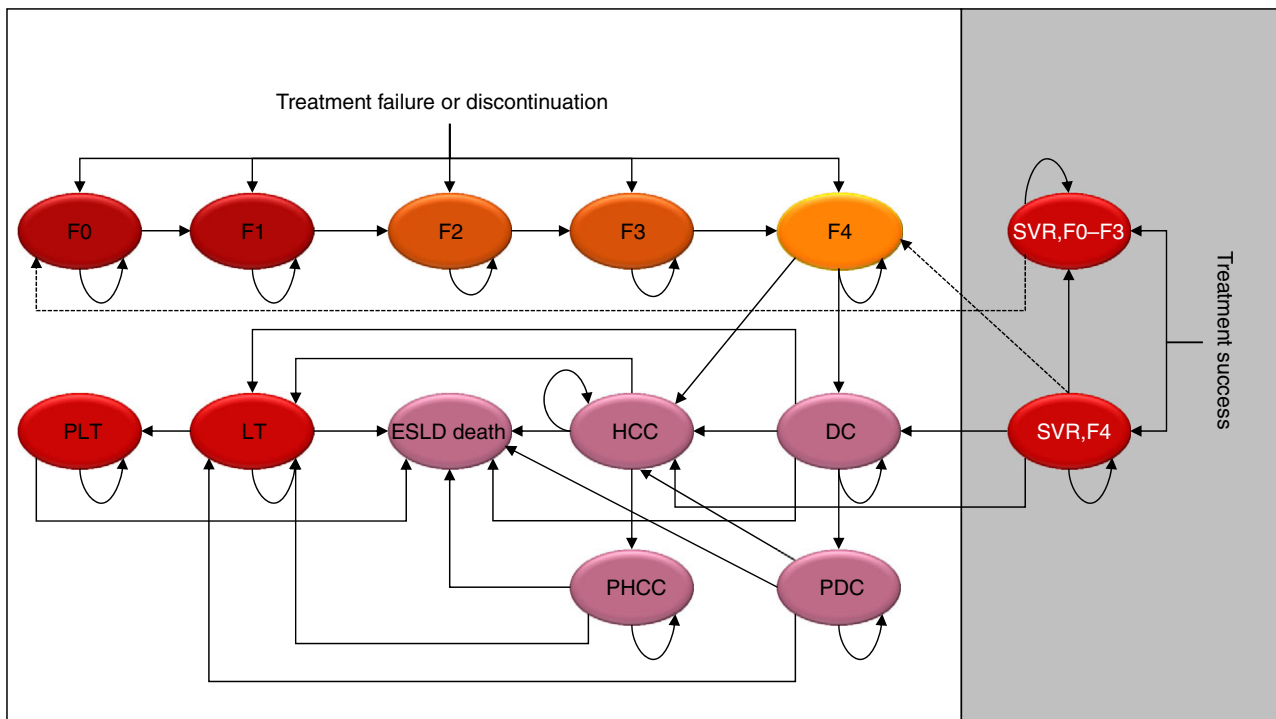 Treatment failure or discontinuation
F0
F1
F2
F3
F4
SVR,F0–F3
Treatment success
PLT
LT
ESLD death
HCC
DC
SVR,F4
PHCC
PDC